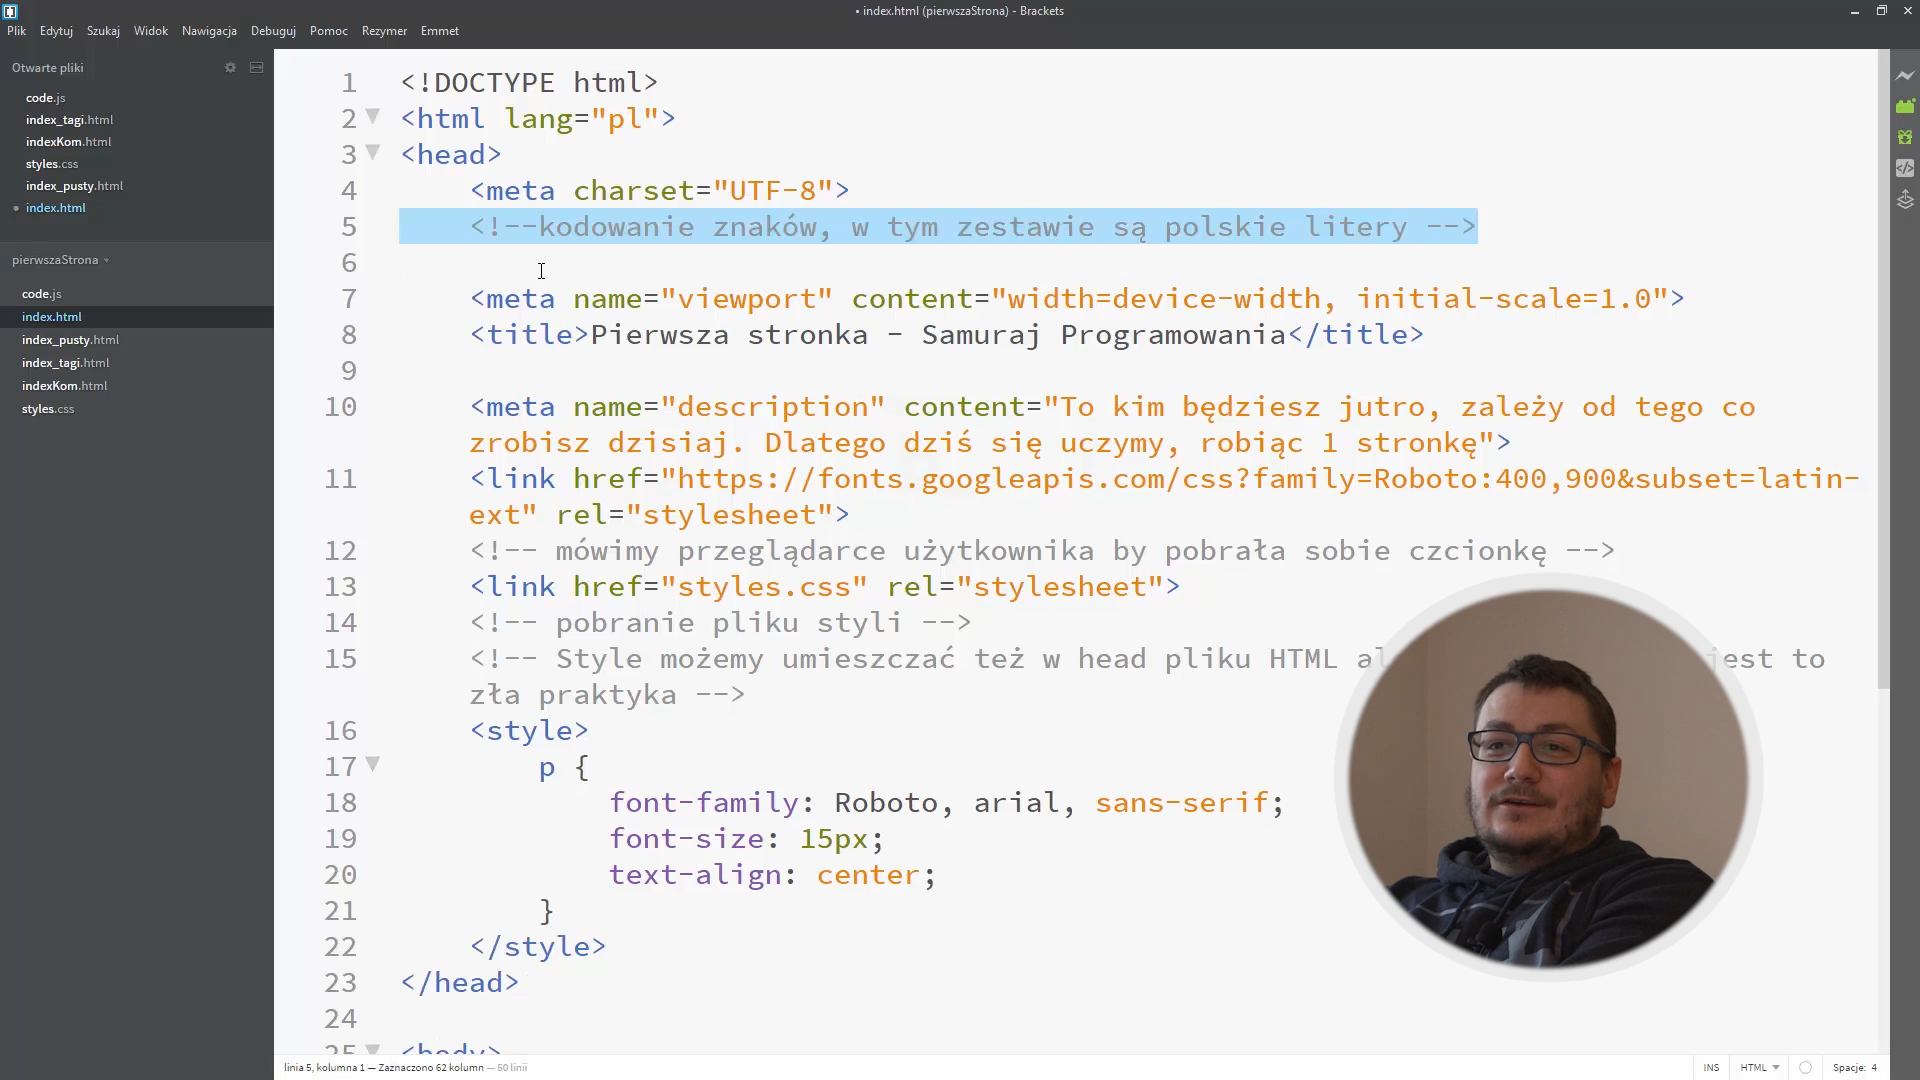 • index.html (pierwszaStrona) - Brackets
Plik Edytuj Szukaj Widok Nawigacja Debuguj Pomoc Rezymer Emmet
Otwarte pliki
code.js
index_tagi.html
indexKom.html
styles.css
index_pusty.html
• index.html
pierwszaStrona
code.js
index.html
index_pusty.html
index_tagi.html
indexKom.html
styles.css
1 <!DOCTYPE html>
2 <html lang="pl">
3 <head>
4 <meta charset="UTF-8">
5 <!--kodowanie znaków, w tym zestawie są polskie litery -->
6
7 <meta name="viewport" content="width=device-width, initial-scale=1.0">
8 <title>Pierwsza stronka - Samuraj Programowania</title>
9
10 <meta name="description" content="To kim będziesz jutro, zależy od tego co
zrobisz dzisiaj. Dlatego dziś się uczymy, robiąc 1 stronkę">
11 <link href="https://fonts.googleapis.com/css?family=Roboto:400,900&subset=latin-
ext" rel="stylesheet">
12 <!-- mówimy przeglądarce użytkownika by pobrała sobie czcionkę -->
13 <link href="styles.css" rel="stylesheet">
14 <!-- pobranie pliku styli -->
15 <!-- Style możemy umieszczać też w head pliku HTML jest to
zła praktyka -->
16 <style>
17 p {
18 font-family: Roboto, arial, sans-serif;
19 font-size: 15px;
20 text-align: center;
21 }
22 </style>
23 </head>
24
25 <body>
linia 5, kolumna 1 — Zaznaczono 62 kolumn — 50 linii
INS HTML Spacje: 4